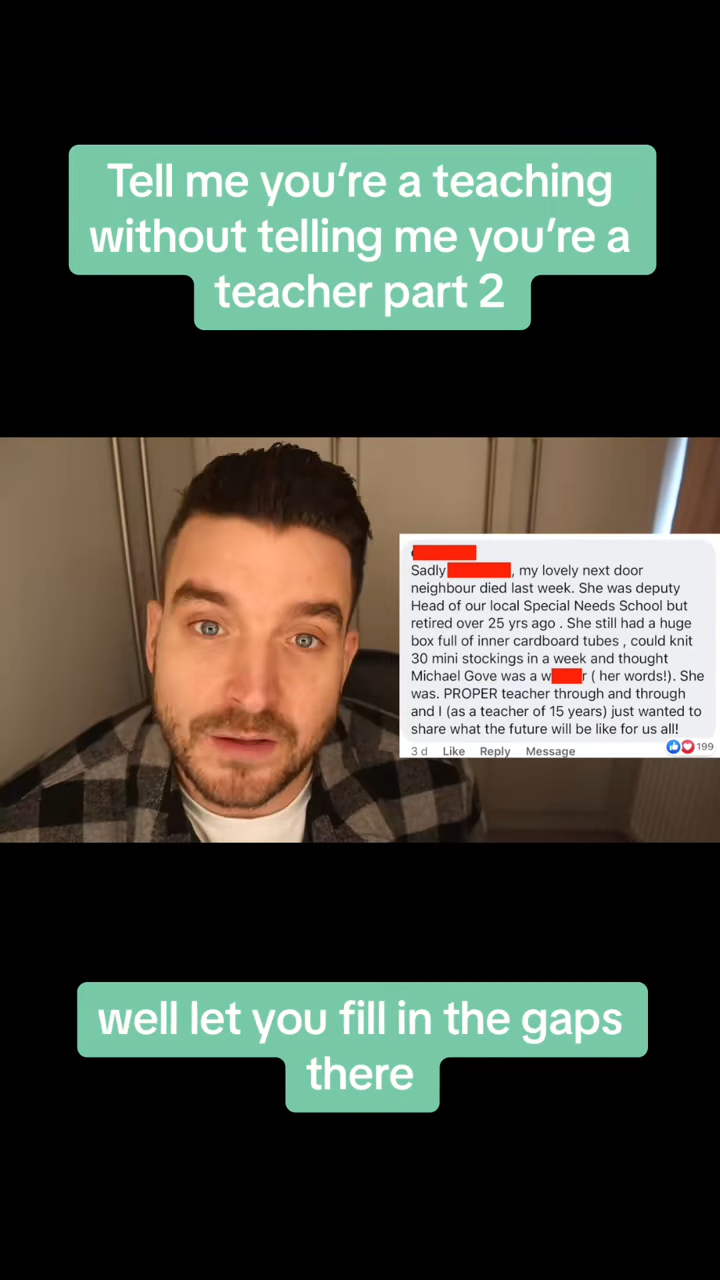 Tell me you’re a teaching
without telling me you’re a
teacher part 2
Sadly , my lovely next door
neighbour died last week. She was deputy
Head of our local Special Needs School but
retired over 25 yrs ago . She still had a huge
box full of inner cardboard tubes , could knit
30 mini stockings in a week and thought
Michael Gove was a w r ( her words!). She
was. PROPER teacher through and through
and I (as a teacher of 15 years) just wanted to
share what the future will be like for us all!
3 d Like Reply Message 199
well let you fill in the gaps
there